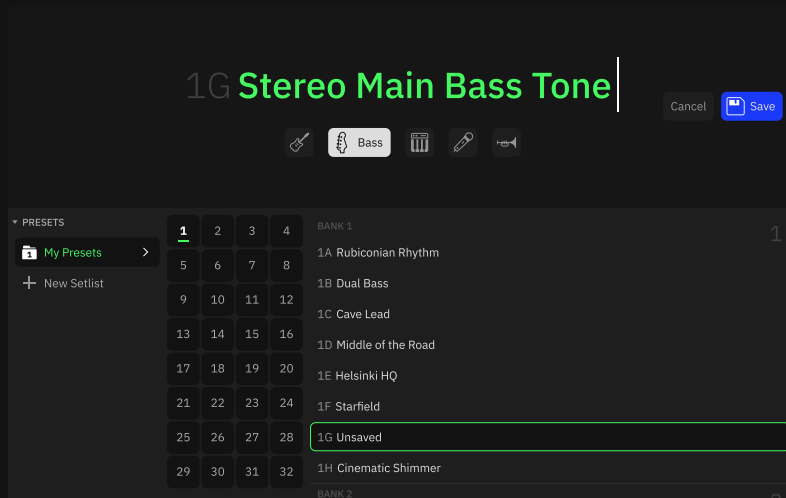 1G Stereo Main Bass Tone
Cancel
Save
Bass
PRESETS
1
My Presets
New Setlist
1 2 3 4
5 6 7 8
9 10 11 12
13 14 15 16
17 18 19 20
21 22 23 24
25 26 27 28
29 30 31 32
BANK 1
1
1A Rubiconian Rhythm
1B Dual Bass
1C Cave Lead
1D Middle of the Road
1E Helsinki HQ
1F Starfield
1G Unsaved
1H Cinematic Shimmer
BANK 2